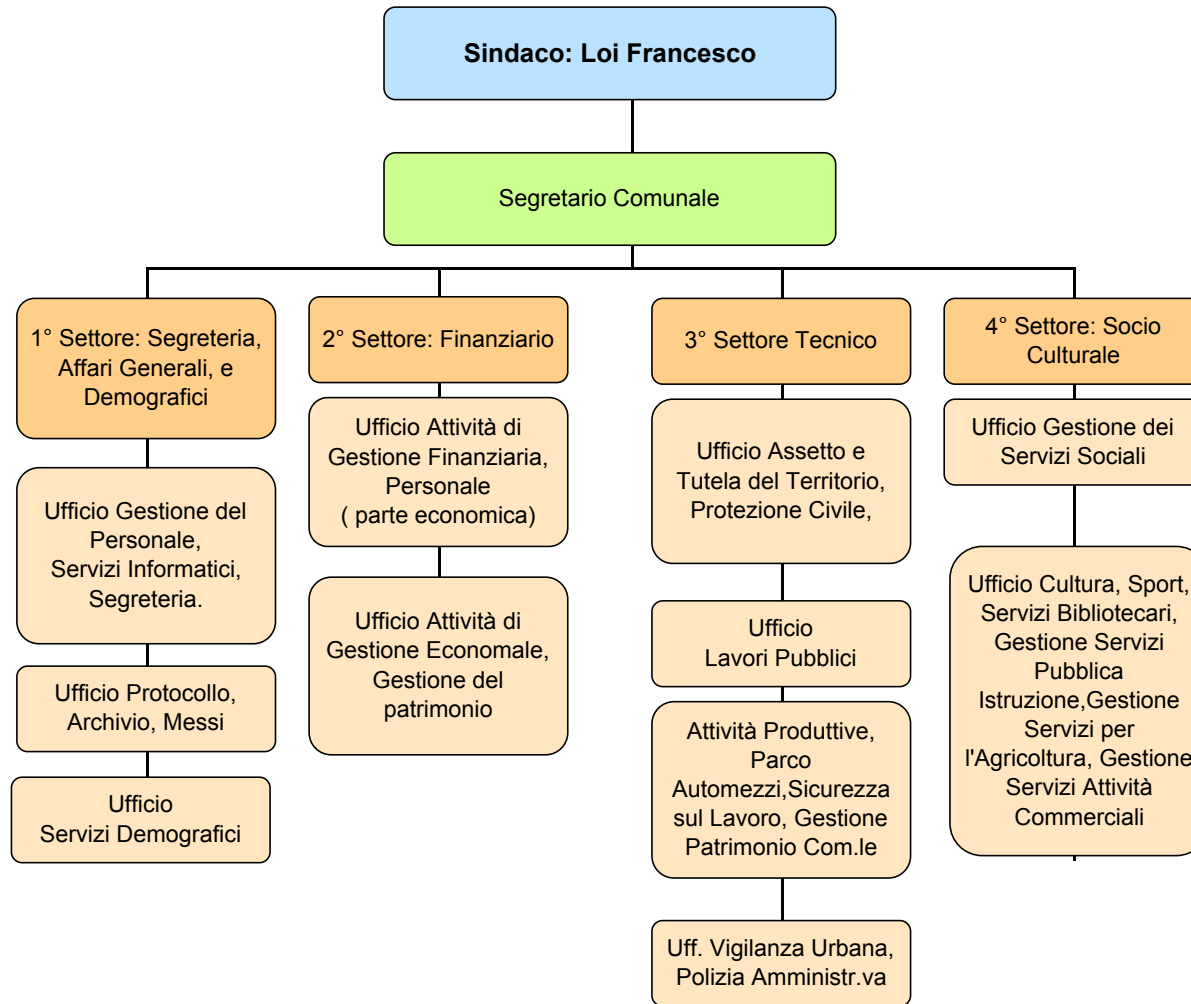 Sindaco: Loi Francesco
Segretario Comunale
1° Settore: Segreteria,
Affari Generali, e
Demografici
Ufficio Gestione del
Personale,
Servizi Informatici,
Segreteria.
Ufficio Protocollo,
Archivio, Messi
Ufficio
Servizi Demografici
2° Settore: Finanziario
Ufficio Attività di
Gestione Finanziaria,
Personale
( parte economica)
Ufficio Attività di
Gestione Economale,
Gestione del
patrimonio
3° Settore Tecnico
Ufficio Assetto e
Tutela del Territorio,
Protezione Civile,
Ufficio
Lavori Pubblici
Attività Produttive,
Parco
Automezzi,Sicurezza
sul Lavoro, Gestione
Patrimonio Com.le
Uff. Vigilanza Urbana,
Polizia Amministr.va
4° Settore: Socio
Culturale
Ufficio Gestione dei
Servizi Sociali
Ufficio Cultura, Sport,
Servizi Bibliotecari,
Gestione Servizi
Pubblica
Istruzione,Gestione
Servizi per
l'Agricoltura, Gestione
Servizi Attività
Commerciali